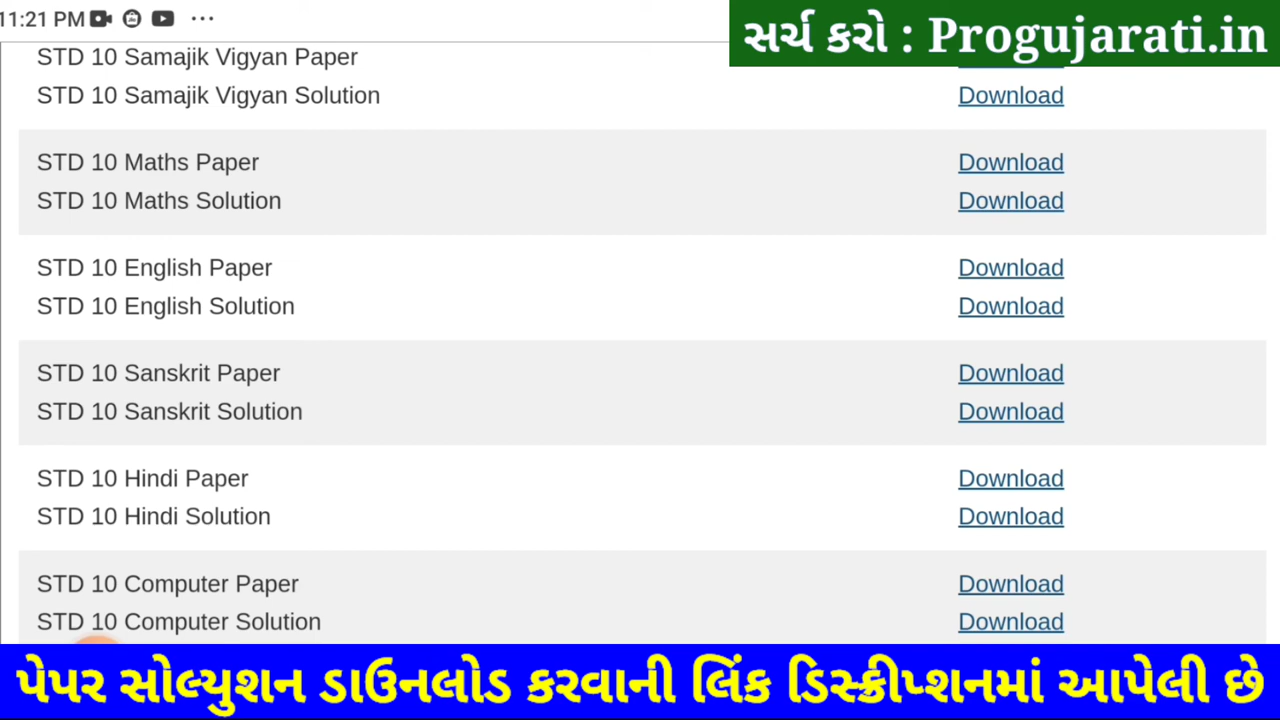 11:21 PM
સર્ચ કરો : Progujarati.in
STD 10 Samajik Vigyan Paper
STD 10 Samajik Vigyan Solution Download
STD 10 Maths Paper Download
STD 10 Maths Solution Download
STD 10 English Paper Download
STD 10 English Solution Download
STD 10 Sanskrit Paper Download
STD 10 Sanskrit Solution Download
STD 10 Hindi Paper Download
STD 10 Hindi Solution Download
STD 10 Computer Paper Download
STD 10 Computer Solution Download
પેપર સોલ્યુશન ડાઉનલોડ કરવાની લિંક ડિસ્ક્રીપ્શનમાં આપેલી છે